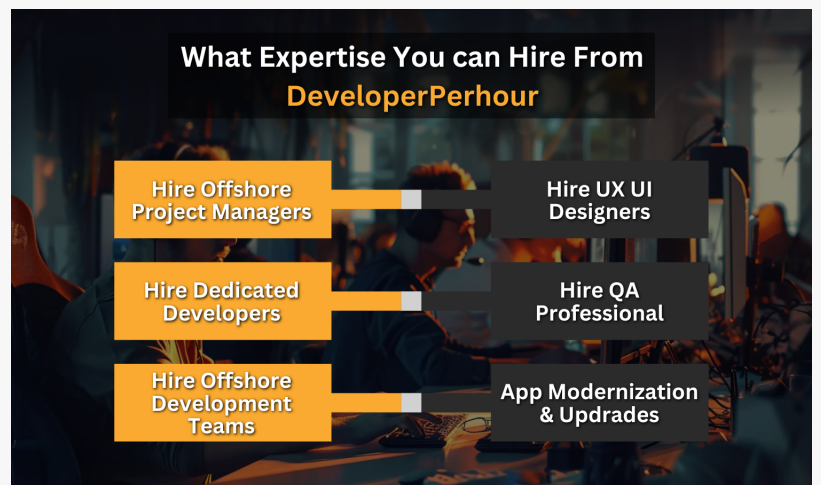 What Expertise You can Hire From
DeveloperPerhour
Hire Offshore
Project Managers
Hire UX UI
Designers
Hire Dedicated
Developers
Hire QA
Professional
Hire Offshore
Development
Teams
App Modernization
& Updrades